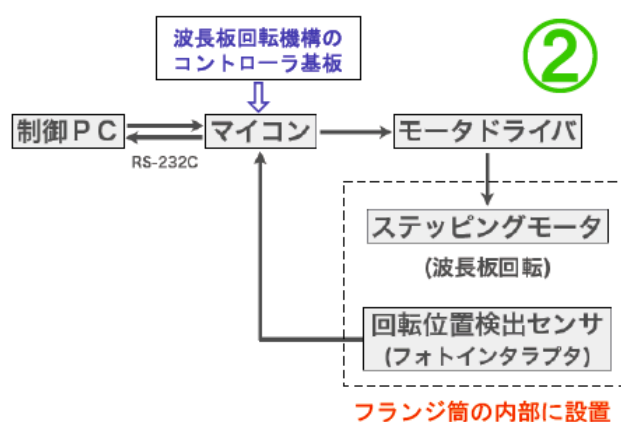 波長板回転機構の
コントローラ基板
②
制御PC
マイコン
モータドライバ
RS-232C
ステッピングモータ
(波長板回転)
回転位置検出センサ
(フォトインタラプタ)
フランジ筒の内部に設置